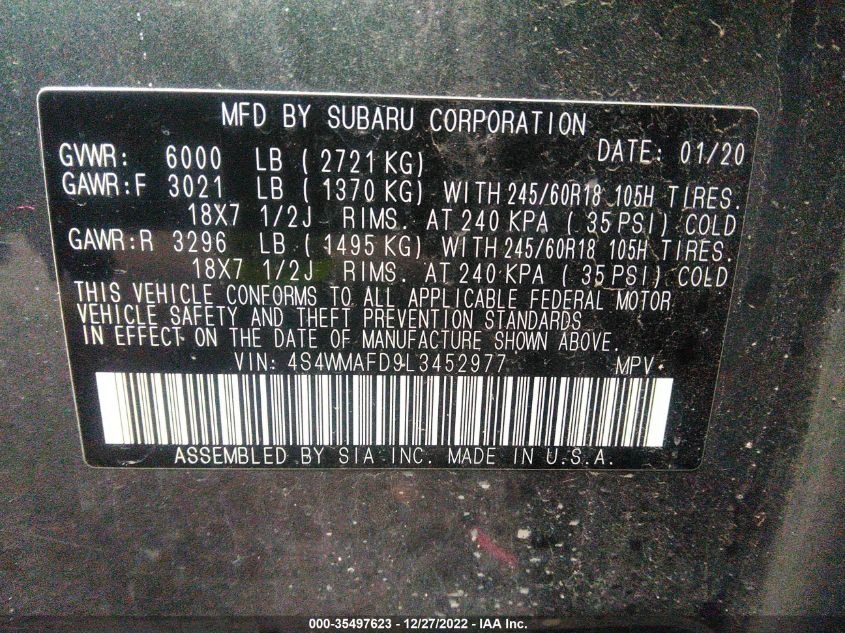 MFD BY SUBARU CORPORATION
GVWR: 6000 LB ( 2721 KG) DATE: 01/20
GAWR:F 3021 LB ( 1370 KG) WITH 245/60R18 105H TIRES.
18X7 1/2J RIMS. AT 240 KPA ( 35 PSI) COLD
GAWR:R 3296 LB ( 1495 KG) WITH 245/60R18 105H TIRES.
18X7 1/2J RIMS. AT 240 KPA ( 35 PSI) COLD
THIS VEHICLE CONFORMS TO ALL APPLICABLE FEDERAL MOTOR
VEHICLE SAFETY AND THEFT PREVENTION STANDARDS
IN EFFECT ON THE DATE OF MANUFACTURE SHOWN ABOVE.
VIN: 4S4WMAFD9L3452977 MPV
ASSEMBLED BY SIA INC. MADE IN U.S.A.
000-35497623 - 12/27/2022 - IAA Inc.